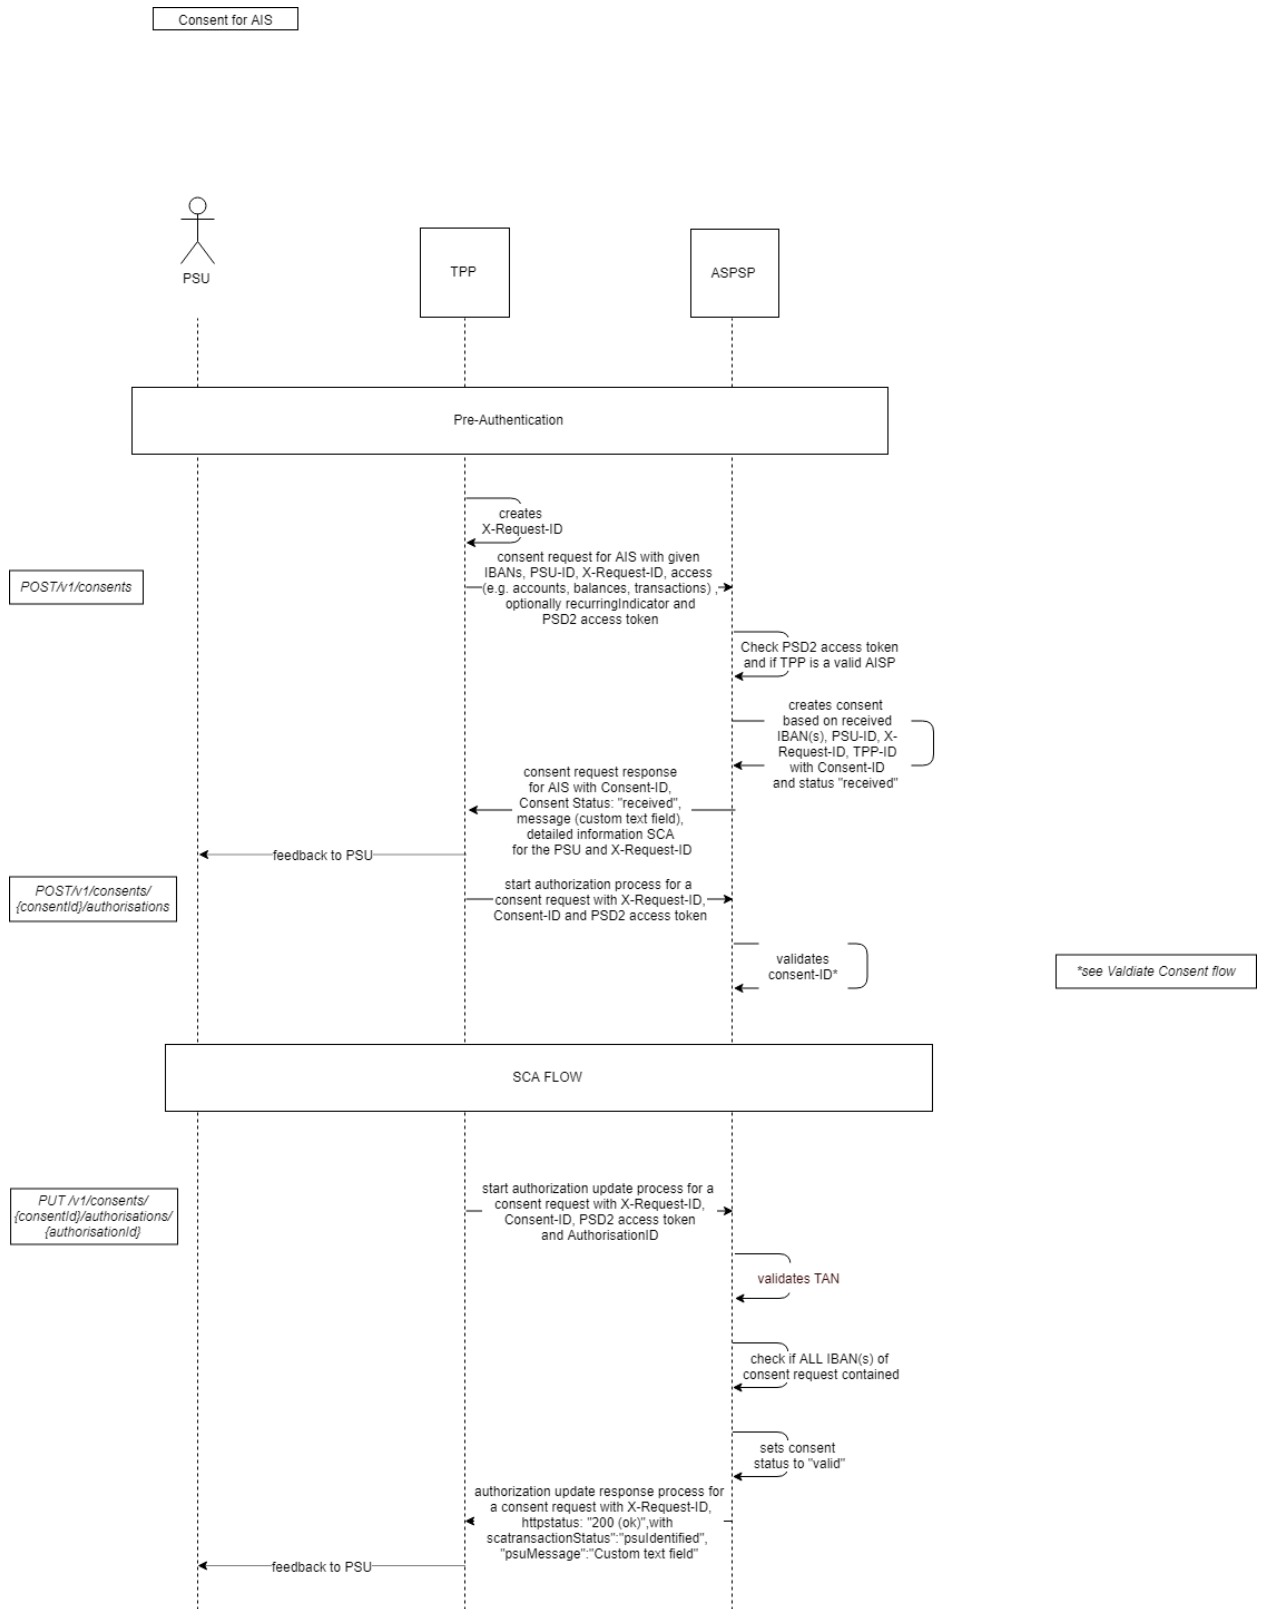 Consent for AIS
PSU
TPP
ASPSP
Pre-Authentication
creates
X-Request-ID
POST/v1/consents
consent request for AIS with given
IBANs, PSU-ID, X-Request-ID, access
(e.g. accounts, balances, transactions) ,
optionally recurringIndicator and
PSD2 access token
Check PSD2 access token
and if TPP is a valid AISP
creates consent
based on received
IBAN(s), PSU-ID, X-
Request-ID, TPP-ID
with Consent-ID
and status "received"
consent request response
for AIS with Consent-ID,
Consent Status: "received",
message (custom text field),
detailed information SCA
for the PSU and X-Request-ID
feedback to PSU
POST/v1/consents/
{consentId}/authorisations
start authorization process for a
consent request with X-Request-ID,
Consent-ID and PSD2 access token
validates
consent-ID*
*see Valdiate Consent flow
SCA FLOW
PUT /v1/consents/
{consentId}/authorisations/
{authorisationId}
start authorization update process for a
consent request with X-Request-ID,
Consent-ID, PSD2 access token
and AuthorisationID
validates TAN
check if ALL IBAN(s) of
consent request contained
sets consent
status to "valid"
authorization update response process for
a consent request with X-Request-ID,
httpstatus: "200 (ok)",with
scatransactionStatus":"psuIdentified",
"psuMessage":"Custom text field"
feedback to PSU